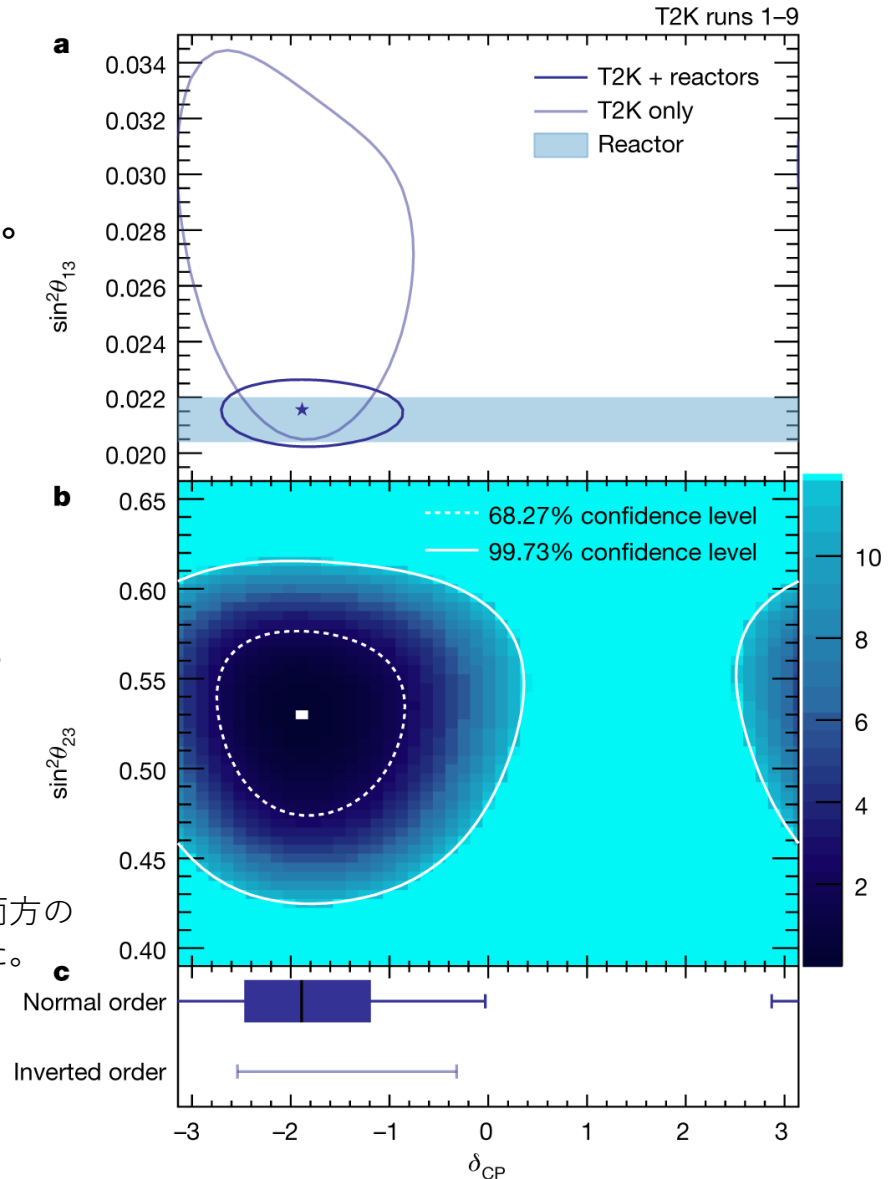 T2K runs 1–9
a
0.034
0.032
0.030
0.028
0.026
0.024
0.022
0.020
sin²θ₁₃
T2K + reactors
T2K only
Reactor
。
b
0.65
0.60
0.55
0.50
0.45
0.40
sin²θ₂₃
68.27% confidence level
99.73% confidence level
10
8
6
4
2
方の
。
c
Normal order
Inverted order
–3 –2 –1 0 1 2 3
δCP